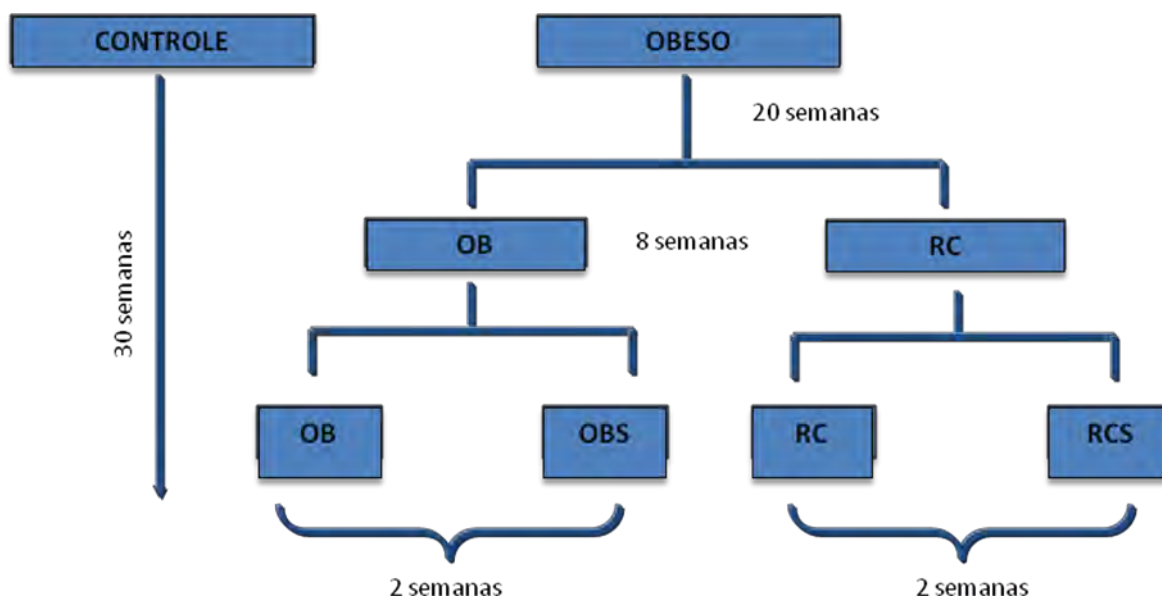 CONTROLE
OBESO
20 semanas
30 semanas
OB
8 semanas
RC
OB
OBS
RC
RCS
2 semanas
2 semanas